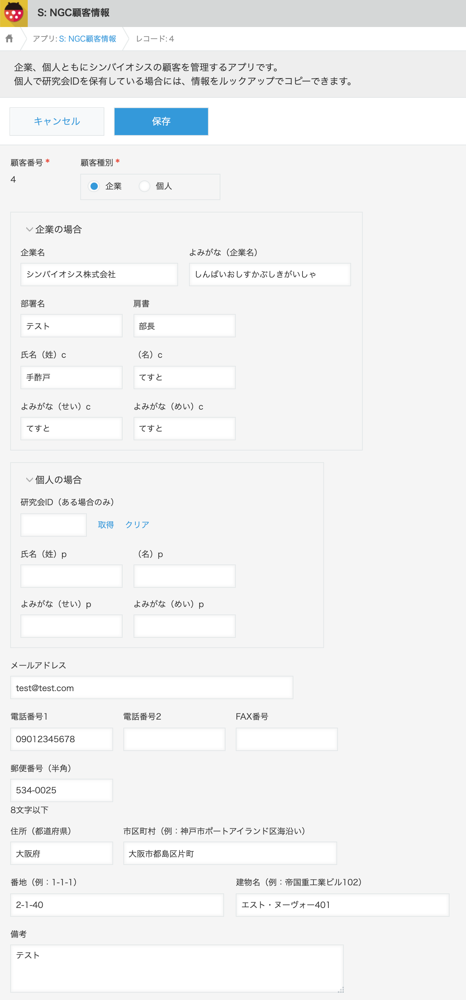 S: NGC顧客情報
アプリ: S: NGC顧客情報 レコード: 4
企業、個人ともにシンバイオシスの顧客を管理するアプリです。
個人で研究会IDを保有している場合には、情報をルックアップでコピーできます。
キャンセル 保存
顧客番号 * 顧客種別 *
4 企業 個人
企業の場合
企業名 よみがな（企業名）
シンバイオシス株式会社 しんばいおしすかぶしきがいしゃ
部署名 肩書
テスト 部長
氏名（姓）c （名）c
手酢戸 てすと
よみがな（せい）c よみがな（めい）c
てすと てすと
個人の場合
研究会ID（ある場合のみ）
取得 クリア
氏名（姓）p （名）p
よみがな（せい）p よみがな（めい）p
メールアドレス
test@test.com
電話番号1 電話番号2 FAX番号
09012345678
郵便番号（半角）
534-0025
8文字以下
住所（都道府県） 市区町村（例：神戸市ポートアイランド区海沿い）
大阪府 大阪市都島区片町
番地（例：1-1-1） 建物名（例：帝国重工業ビル102）
2-1-40 エスト・ヌーヴォー401
備考
テスト